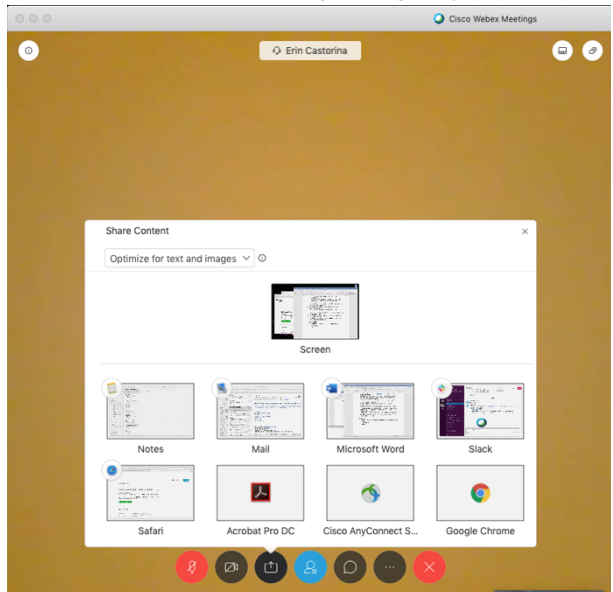 Cisco Webex Meetings
Erin Castorina
Share Content
Optimize for text and images
Screen
Notes
Mail
Microsoft Word
Slack
Safari
Acrobat Pro DC
Cisco AnyConnect S...
Google Chrome